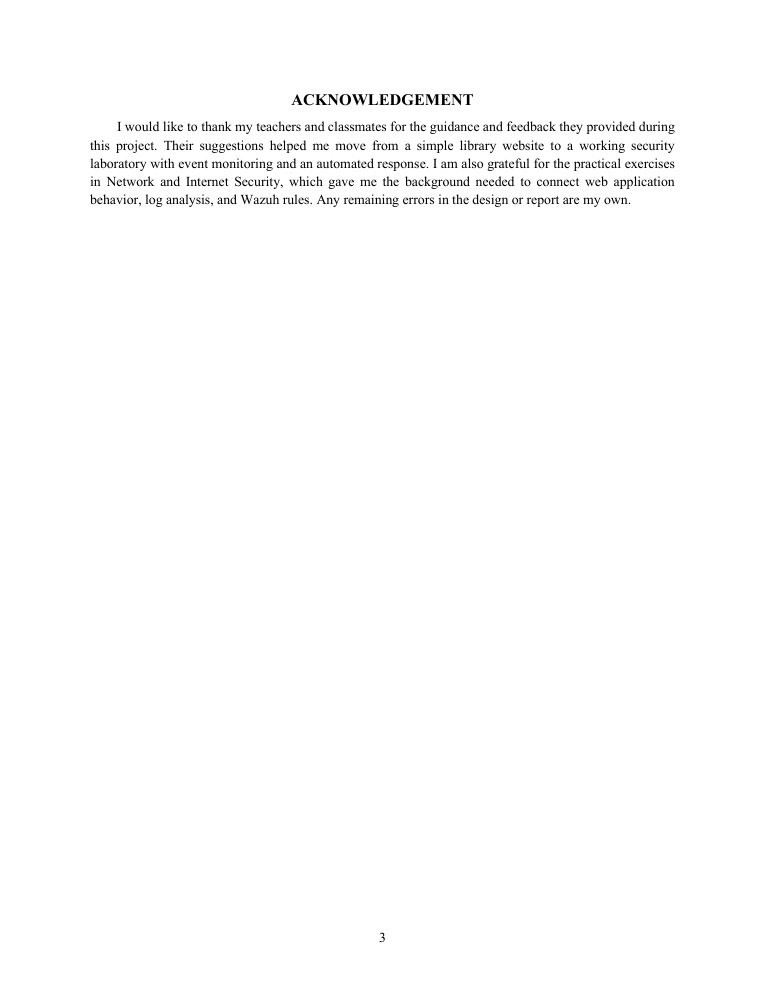 ACKNOWLEDGEMENT
I would like to thank my teachers and classmates for the guidance and feedback they provided during
this project. Their suggestions helped me move from a simple library website to a working security
laboratory with event monitoring and an automated response. I am also grateful for the practical exercises
in Network and Internet Security, which gave me the background needed to connect web application
behavior, log analysis, and Wazuh rules. Any remaining errors in the design or report are my own.
3